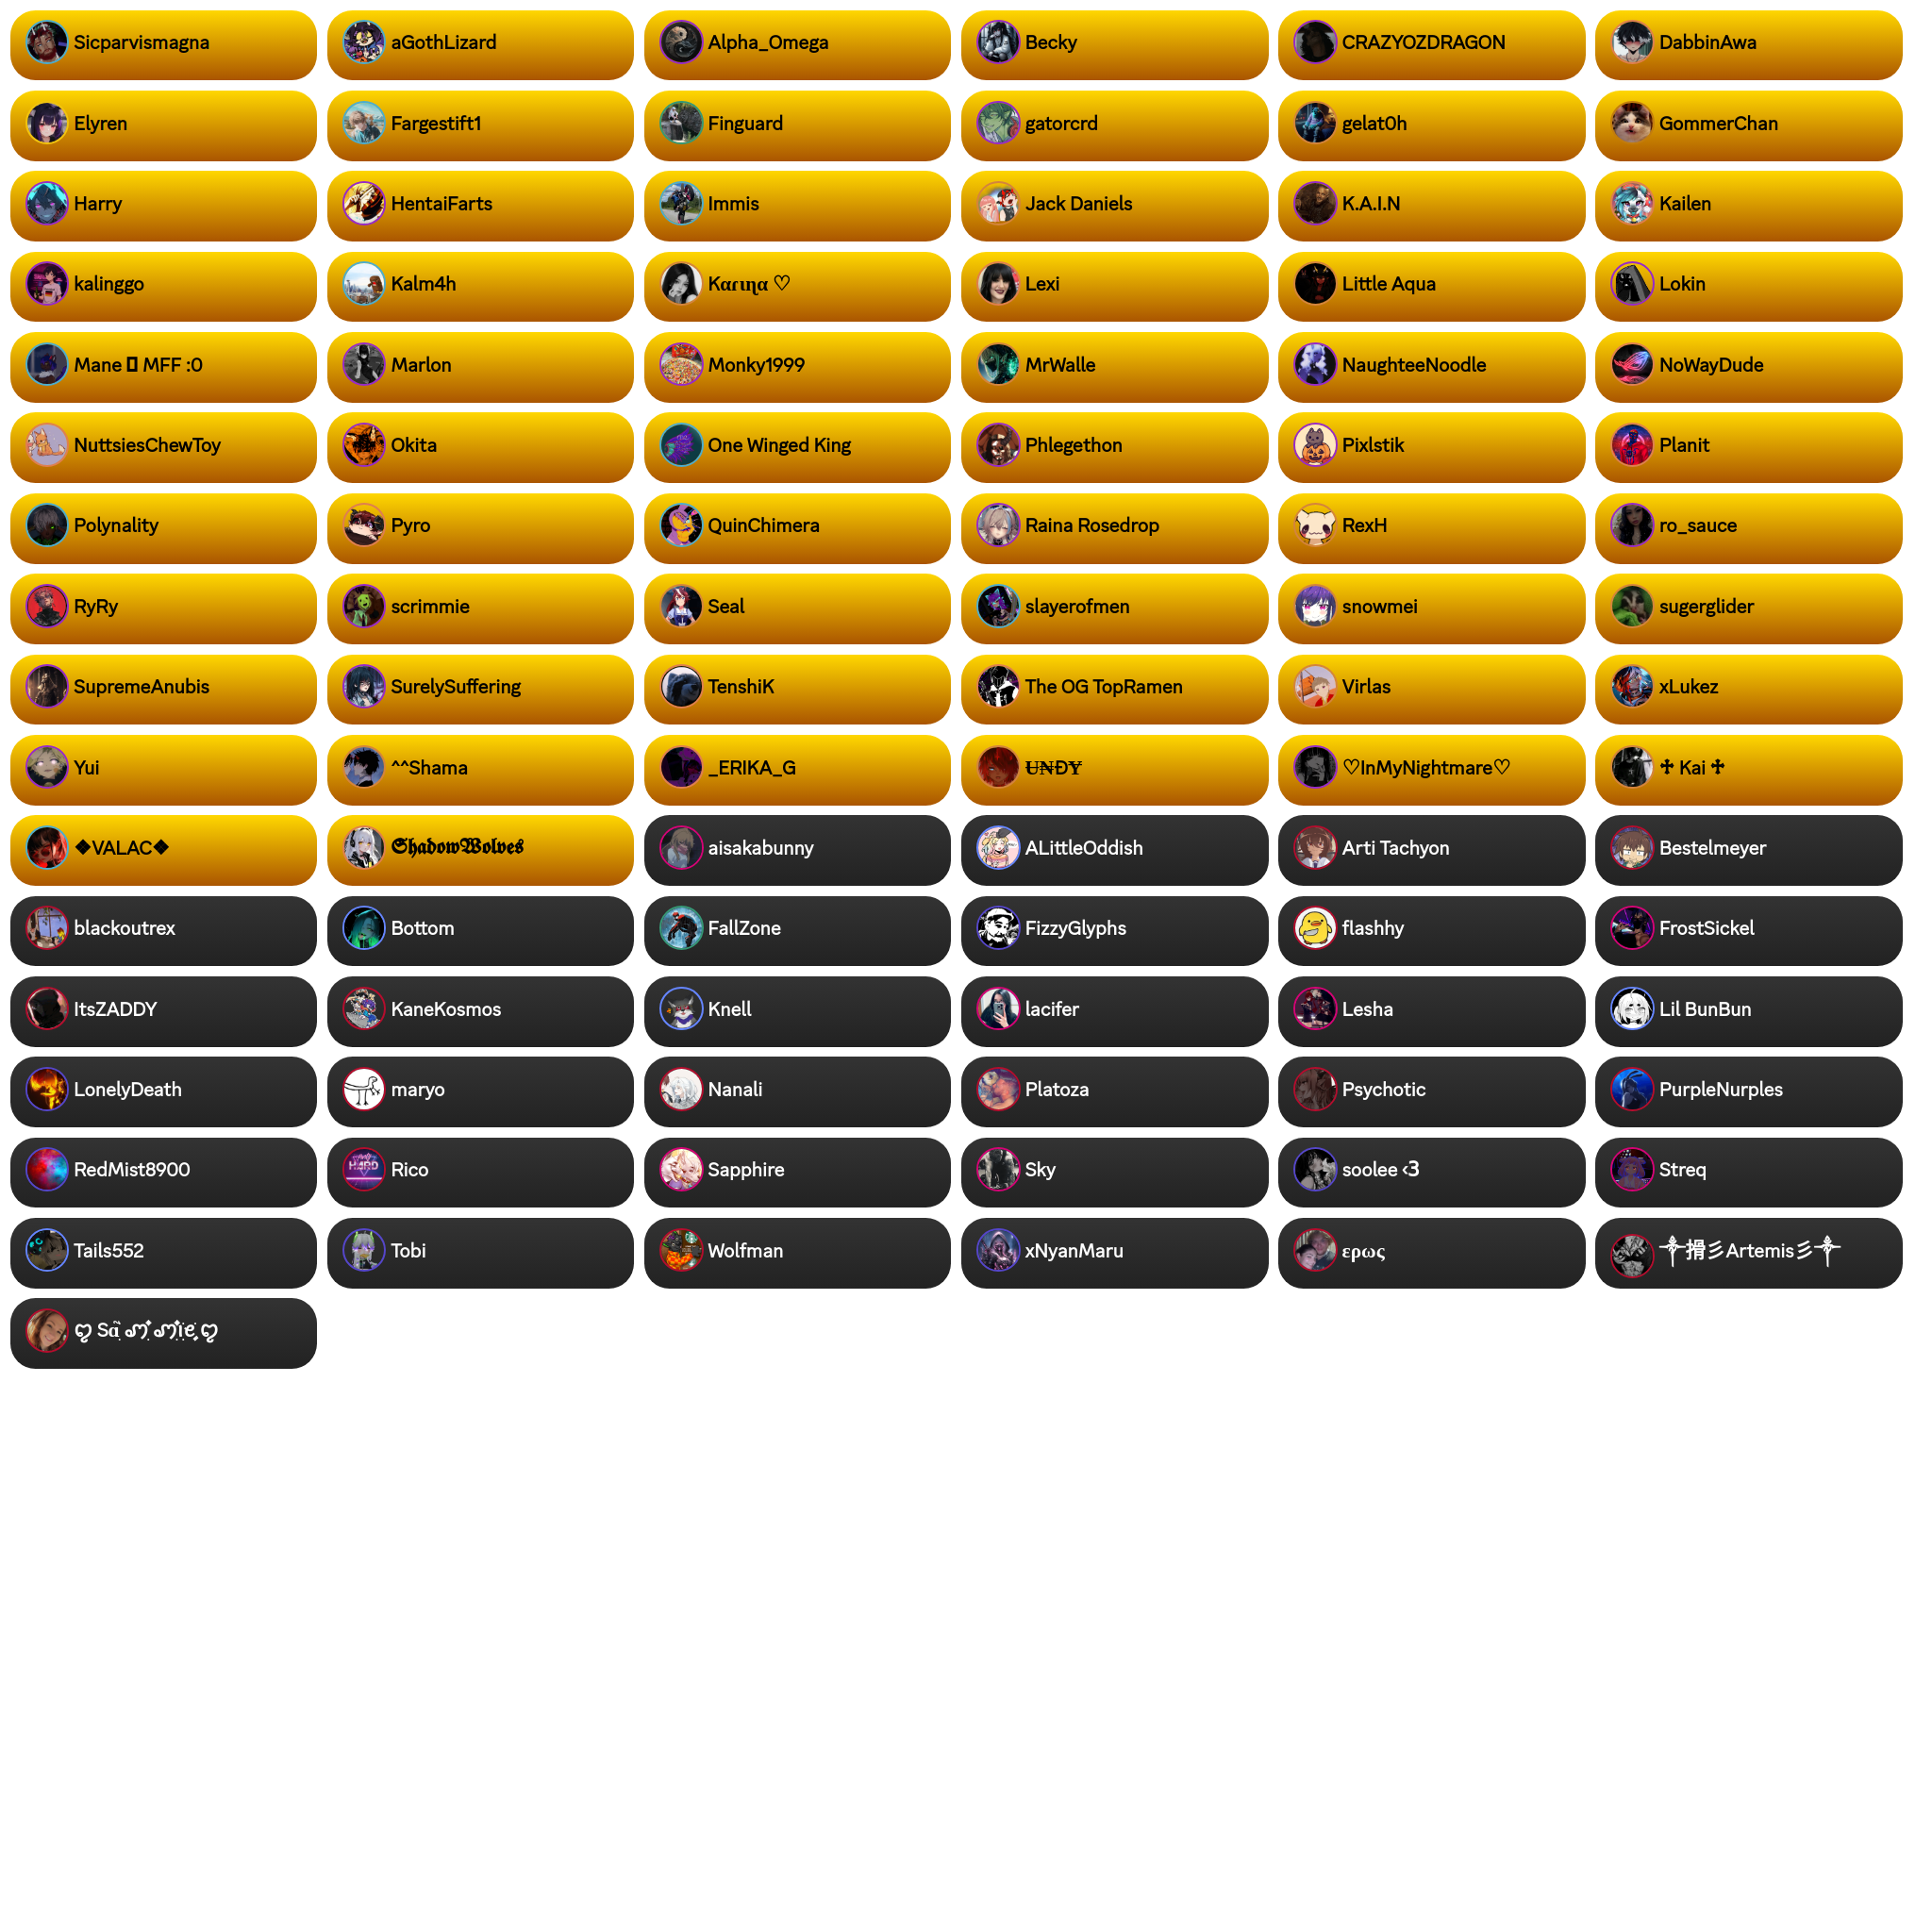 Sicparvismagna
aGothLizard
Alpha_Omega
Becky
CRAZYOZDRAGON
DabbinAwa
Elyren
Fargestift1
Finguard
gatorcrd
gelat0h
GommerChan
Harry
HentaiFarts
Immis
Jack Daniels
K.A.I.N
Kailen
kalinggo
Kalm4h
Kαɾιɳα ♡
Lexi
Little Aqua
Lokin
Mane MFF :0
Marlon
Monky1999
MrWalle
NaughteeNoodle
NoWayDude
NuttsiesChewToy
Okita
One Winged King
Phlegethon
Pixlstik
Planit
Polynality
Pyro
QuinChimera
Raina Rosedrop
RexH
ro_sauce
RyRy
scrimmie
Seal
slayerofmen
snowmei
sugerglider
SupremeAnubis
SurelySuffering
TenshiK
The OG TopRamen
Virlas
xLukez
Yui
^^Shama
_ERIKA_G
U̶₦ĐɎ
♡InMyNightmare♡
♱ Kai ♱
◆VALAC◆
𝕾𝖍𝖆𝖉𝖔𝖜𝖂𝖔𝖑𝖛𝖊𝖘
aisakabunny
ALittleOddish
Arti Tachyon
Bestelmeyer
blackoutrex
Bottom
FallZone
FizzyGlyphs
flashhy
FrostSickel
ItsZADDY
KaneKosmos
Knell
lacifer
Lesha
Lil BunBun
LonelyDeath
maryo
Nanali
Platoza
Psychotic
PurpleNurples
RedMist8900
Rico
Sapphire
Sky
soolee <3
Streq
Tails552
Tobi
Wolfman
xNyanMaru
ερως
༒搰彡Artemis彡༒